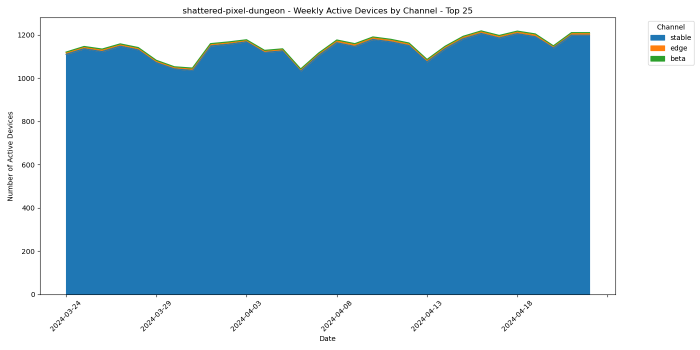 shattered-pixel-dungeon - Weekly Active Devices by Channel - Top 25
Channel
stable
edge
beta
Number of Active Devices
1200
1000
800
600
400
200
0
2024-03-24
2024-03-29
2024-04-03
2024-04-08
2024-04-13
2024-04-18
Date